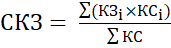 СКЗ = ∑(КЗᵢ×КСᵢ) / ∑ КС